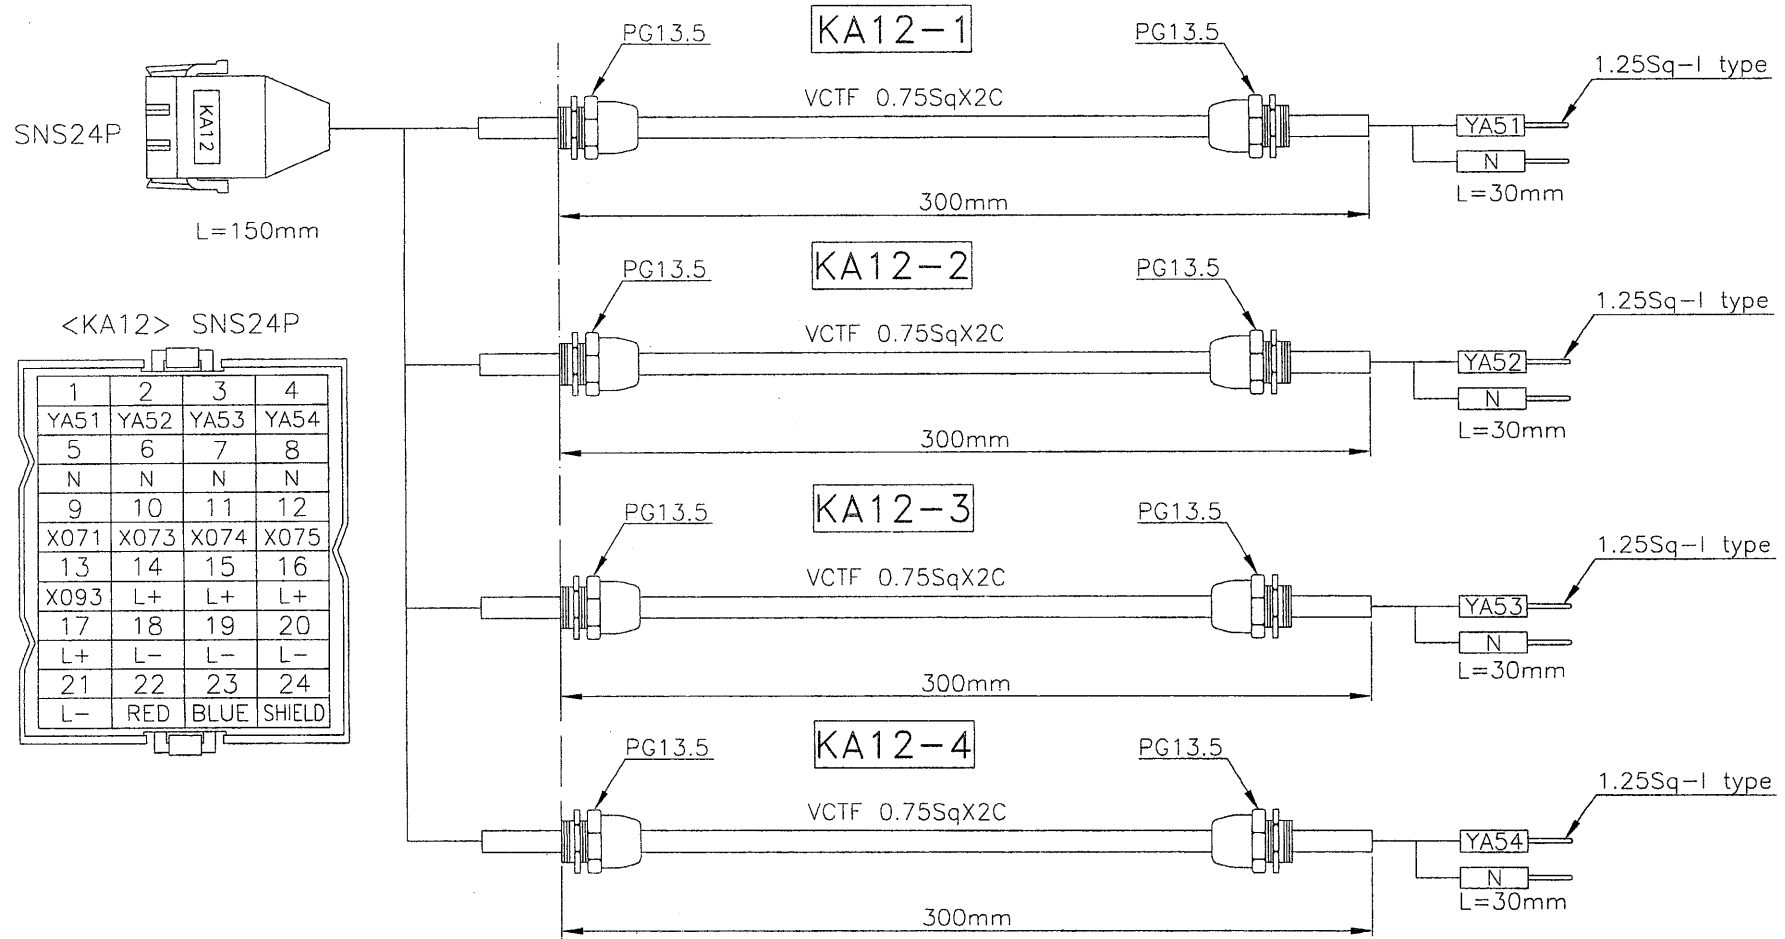 KA12-1
PG13.5
PG13.5
1.25Sq-I type
VCTF 0.75SqX2C
SNS24P
KA12
YA51
N
L=30mm
300mm
L=150mm
KA12-2
PG13.5
PG13.5
1.25Sq-I type
VCTF 0.75SqX2C
YA52
N
L=30mm
300mm
<KA12> SNS24P
1 2 3 4
YA51 YA52 YA53 YA54
5 6 7 8
N N N N
9 10 11 12
X071 X073 X074 X075
13 14 15 16
X093 L+ L+ L+
17 18 19 20
L+ L- L- L-
21 22 23 24
L- RED BLUE SHIELD
KA12-3
PG13.5
PG13.5
1.25Sq-I type
VCTF 0.75SqX2C
YA53
N
L=30mm
300mm
KA12-4
PG13.5
PG13.5
1.25Sq-I type
VCTF 0.75SqX2C
YA54
N
L=30mm
300mm